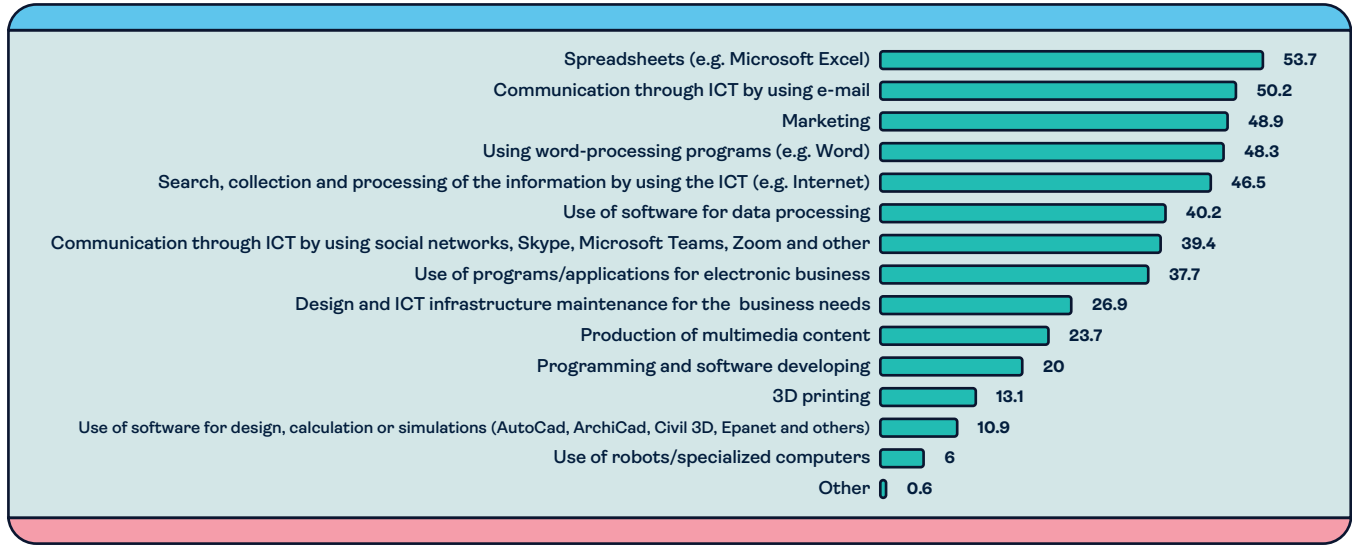 Spreadsheets (e.g. Microsoft Excel) 53.7
Communication through ICT by using e-mail 50.2
Marketing 48.9
Using word-processing programs (e.g. Word) 48.3
Search, collection and processing of the information by using the ICT (e.g. Internet) 46.5
Use of software for data processing 40.2
Communication through ICT by using social networks, Skype, Microsoft Teams, Zoom and other 39.4
Use of programs/applications for electronic business 37.7
Design and ICT infrastructure maintenance for the  business needs 26.9
Production of multimedia content 23.7
Programming and software developing 20
3D printing 13.1
Use of software for design, calculation or simulations (AutoCad, ArchiCad, Civil 3D, Epanet and others) 10.9
Use of robots/specialized computers 6
Other 0.6